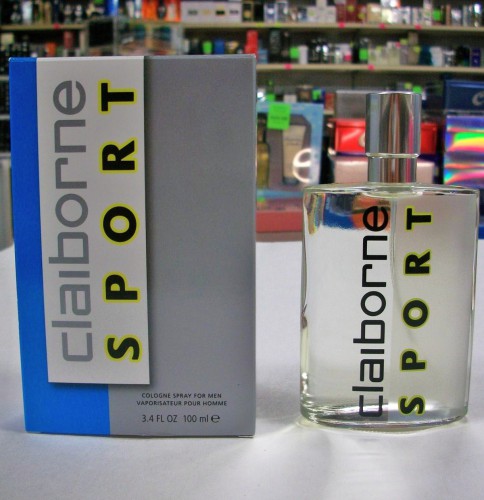 claiborne
SPORT
COLOGNE SPRAY FOR MEN
VAPORISATEUR POUR HOMME
3.4 FL OZ 100 ml ℮
claiborne
SPORT